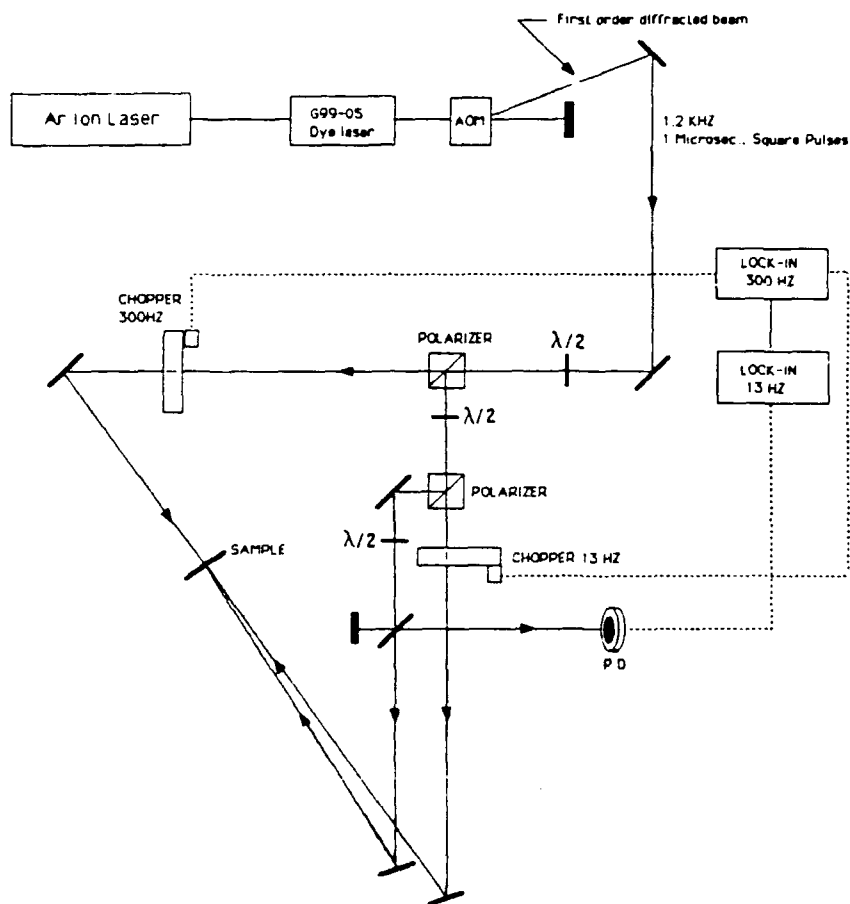 First order diffracted beam
Ar Ion Laser
G99-05
Dye laser
AOM
1.2 KHZ
1 Microsec., Square Pulses
LOCK-IN
300 HZ
CHOPPER
300HZ
POLARIZER
λ/2
LOCK-IN
13 HZ
λ/2
POLARIZER
λ/2
SAMPLE
CHOPPER 13 HZ
P.D